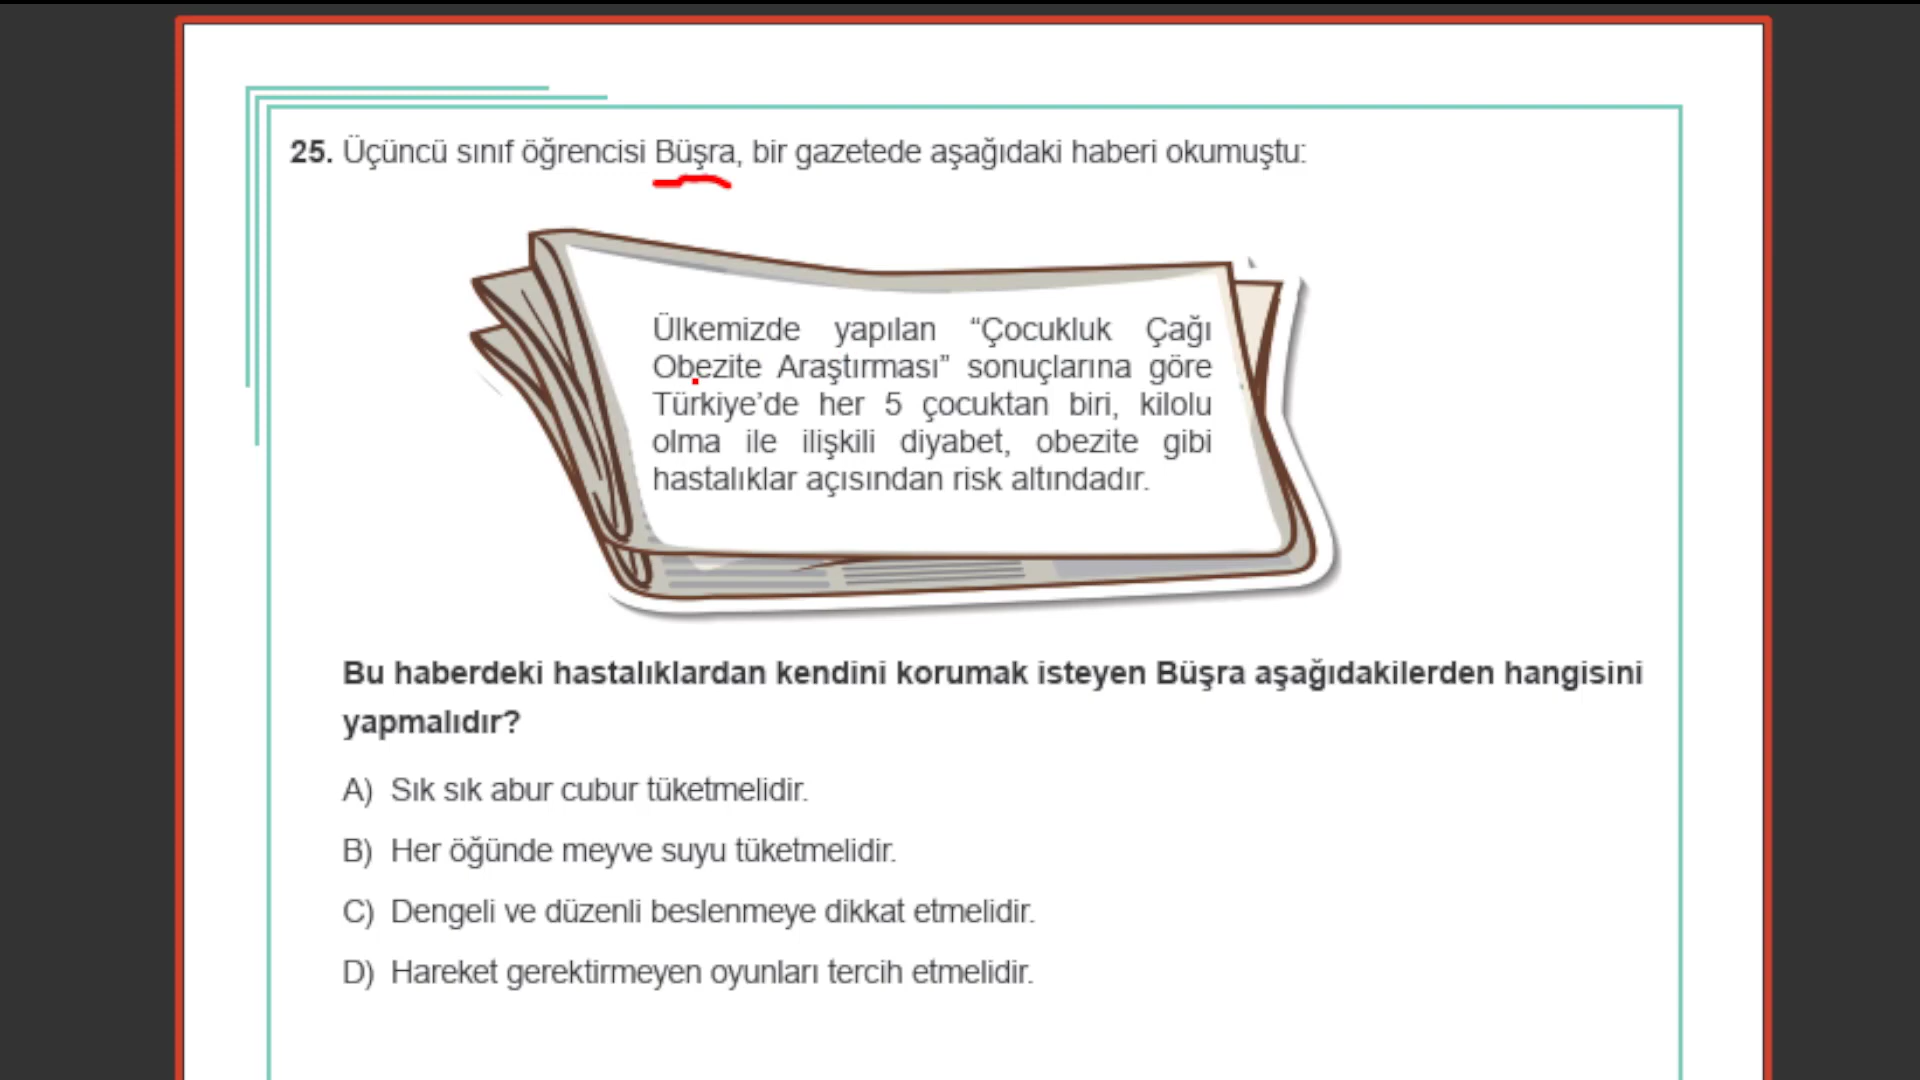 25. Üçüncü sınıf öğrencisi Büşra, bir gazetede aşağıdaki haberi okumuştu:
Ülkemizde yapılan “Çocukluk Çağı
Obezite Araştırması” sonuçlarına göre
Türkiye’de her 5 çocuktan biri, kilolu
olma ile ilişkili diyabet, obezite gibi
hastalıklar açısından risk altındadır.
Bu haberdeki hastalıklardan kendini korumak isteyen Büşra aşağıdakilerden hangisini
yapmalıdır?
A) Sık sık abur cubur tüketmelidir.
B) Her öğünde meyve suyu tüketmelidir.
C) Dengeli ve düzenli beslenmeye dikkat etmelidir.
D) Hareket gerektirmeyen oyunları tercih etmelidir.